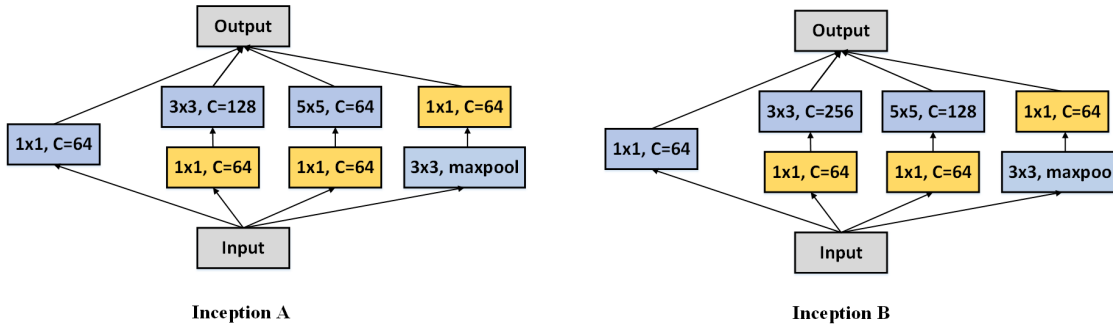 Output
3x3, C=128
5x5, C=64
1x1, C=64
1x1, C=64
1x1, C=64
1x1, C=64
3x3, maxpool
Input
Inception A
Output
3x3, C=256
5x5, C=128
1x1, C=64
1x1, C=64
1x1, C=64
1x1, C=64
3x3, maxpool
Input
Inception B